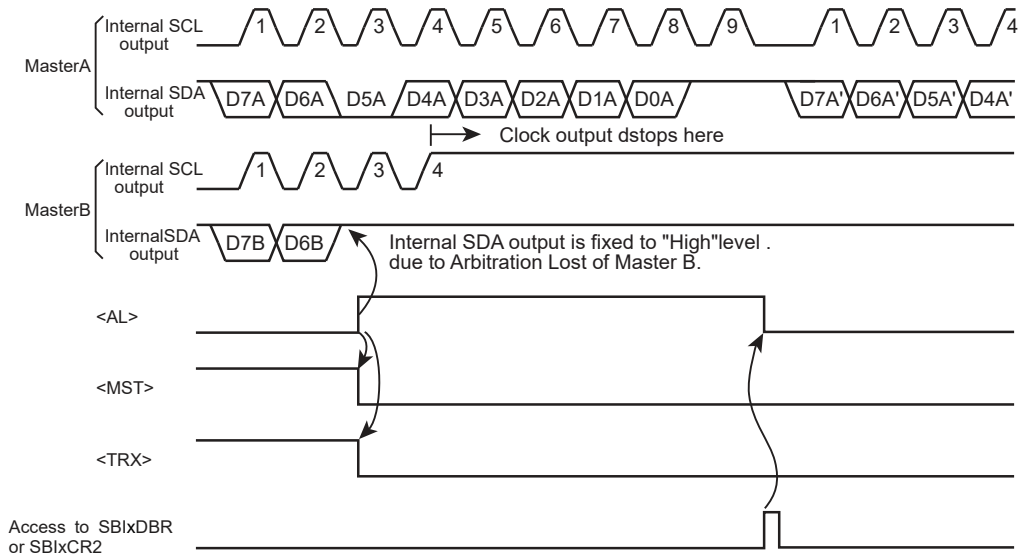 Internal SCL
output
1 2 3 4 5 6 7 8 9 1 2 3 4
MasterA
Internal SDA
output
D7A D6A D5A D4A D3A D2A D1A D0A D7A' D6A' D5A' D4A'
Clock output dstops here
Internal SCL
output
1 2 3 4
MasterB
InternalSDA
output
D7B D6B
Internal SDA output is fixed to "High"level .
due to Arbitration Lost of Master B.
<AL>
<MST>
<TRX>
Access to SBIxDBR
or SBIxCR2